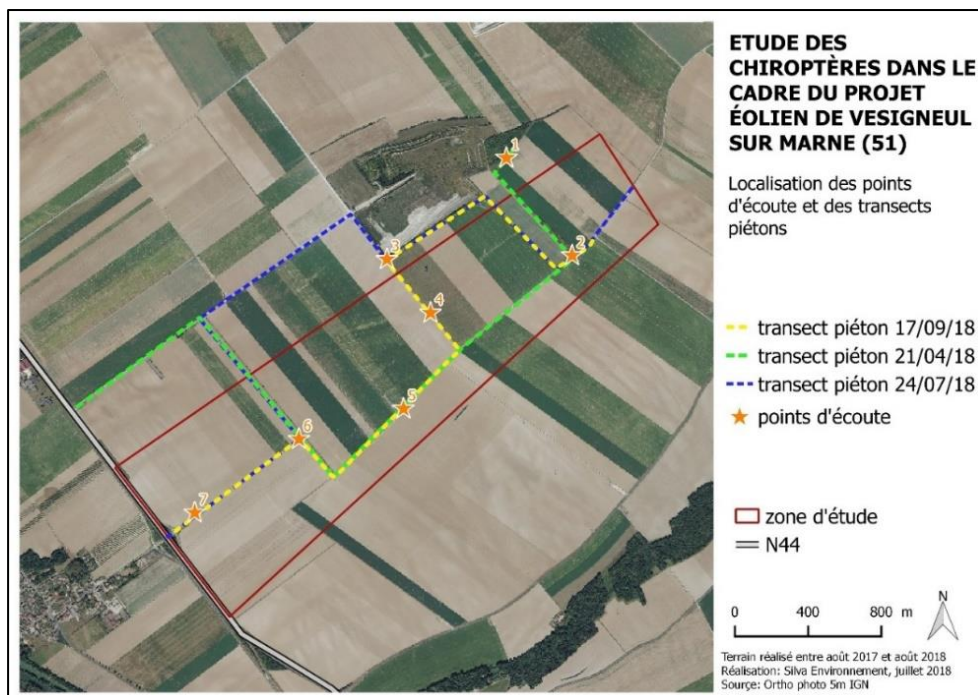 ETUDE DES
CHIROPTÈRES DANS LE
CADRE DU PROJET
ÉOLIEN DE VESIGNEUL
SUR MARNE (51)
Localisation des points
d'écoute et des transects
piétons
transect piéton 17/09/18
transect piéton 21/04/18
transect piéton 24/07/18
points d'écoute
zone d'étude
N44
N
0 400 800 m
Terrain réalisé entre août 2017 et août 2018
Réalisation: Silva Environnement, juillet 2018
Source: Ortho photo 5m IGN
1
2
3
4
5
6
7